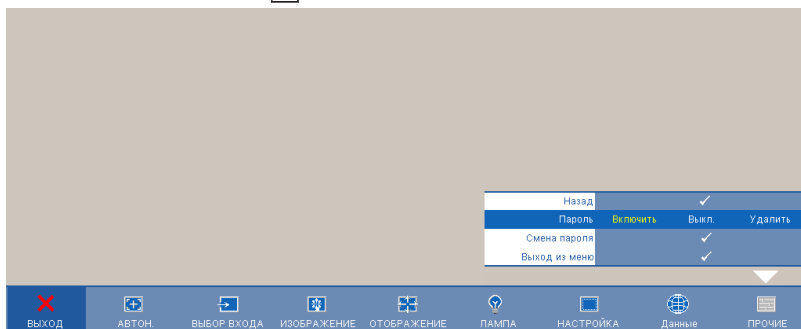 Назад
Пароль Включить Выкл. Удалить
Смена пароля
Выход из меню
ВЫХОД АВТОН. ВЫБОР ВХОДА ИЗОБРАЖЕНИЕ ОТОБРАЖЕНИЕ ЛАМПА НАСТРОЙКА Данные ПРОЧИЕ